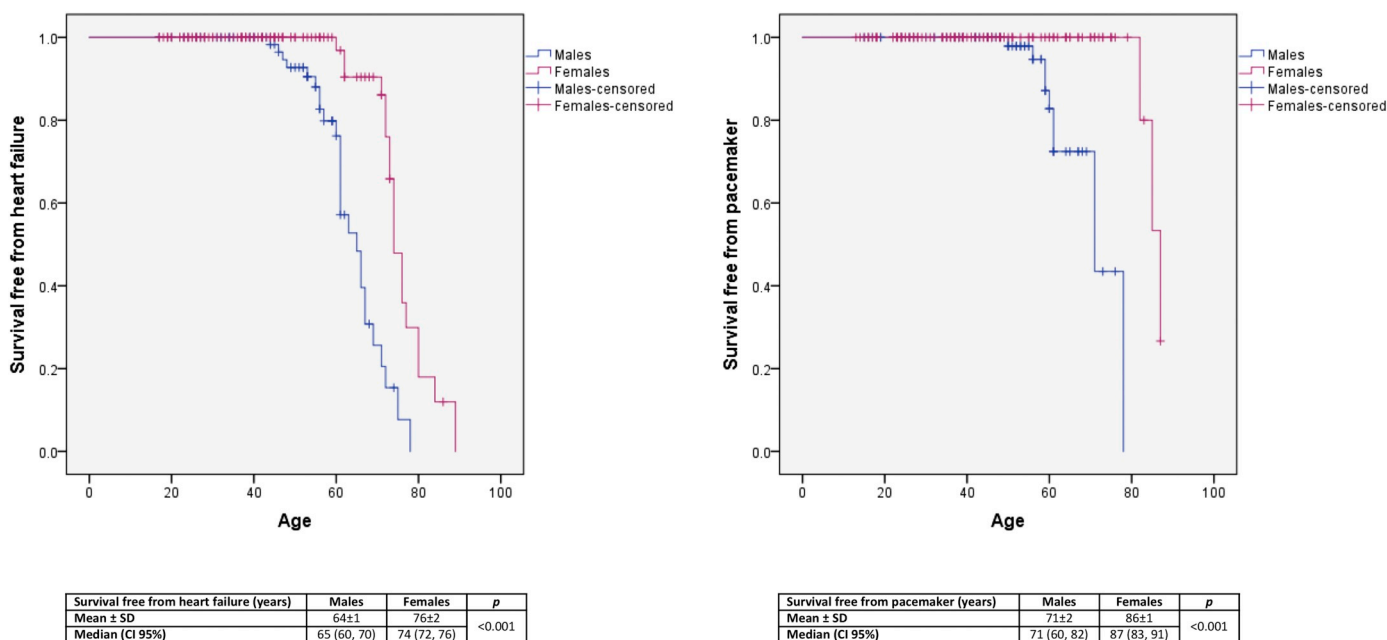 Survival free from heart failure
1.0
0.8
0.6
0.4
0.2
0.0
0 20 40 60 80 100
Age
Males
Females
Males-censored
Females-censored
Survival free from pacemaker
1.0
0.8
0.6
0.4
0.2
0.0
0 20 40 60 80 100
Age
Males
Females
Males-censored
Females-censored
Survival free from heart failure (years) Males Females p
Mean ± SD 64±1 76±2 <0.001
Median (CI 95%) 65 (60, 70) 74 (72, 76)
Survival free from pacemaker (years) Males Females p
Mean ± SD 71±2 86±1 <0.001
Median (CI 95%) 71 (60, 82) 87 (83, 91)